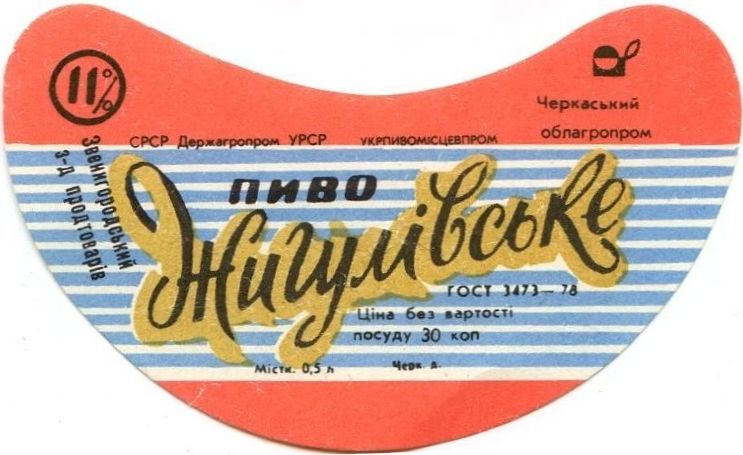 11%
Звенигородський
з-д продтоварів
СРСР Держагропром УРСР
УКРПИВОМІСЦЕВПРОМ
Черкаський
облагропром
ПИВО
Жигулівське
ГОСТ 3473-78
Ціна без вартості
посуду 30 коп
Містк. 0,5 л
Черк. д.